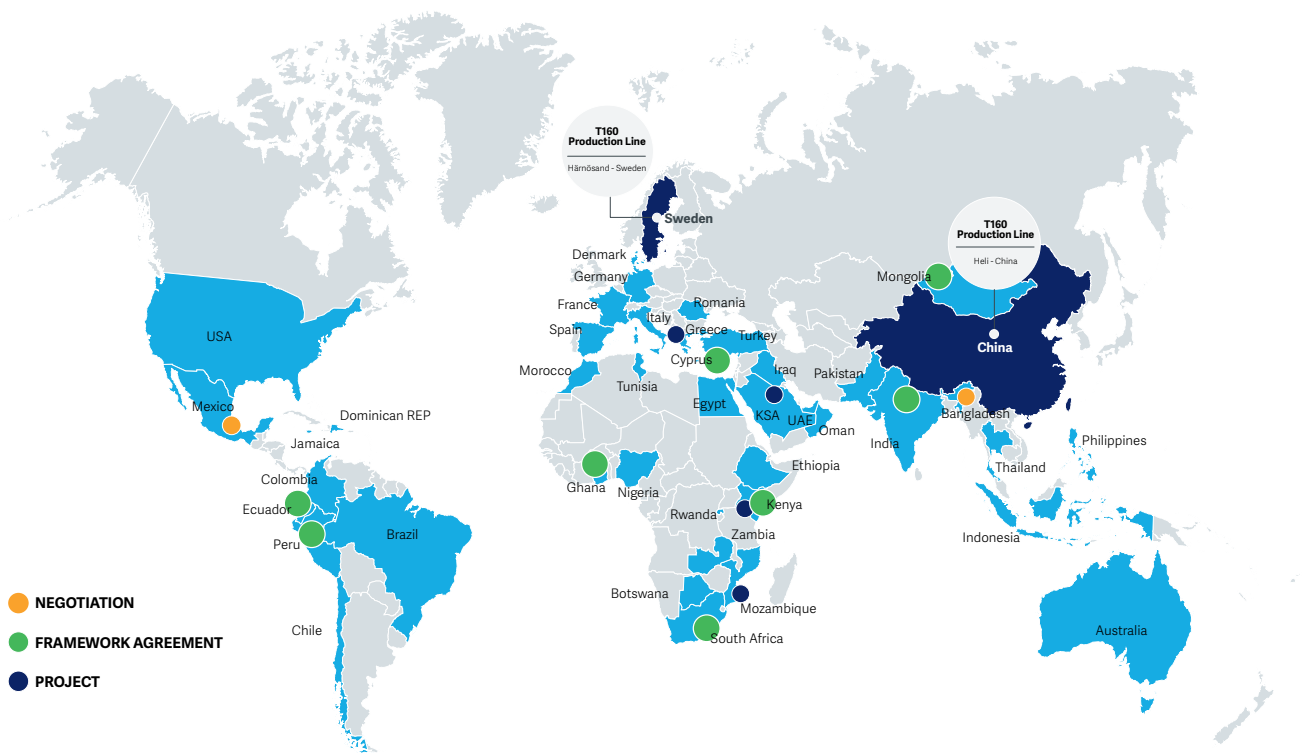 T160
Production Line
Härnösand - Sweden
Sweden
T160
Production Line
Heli - China
China
Denmark
Germany
France
Spain
Italy
Romania
Greece
Turkey
Cyprus
Morocco
Tunisia
Egypt
Iraq
Pakistan
KSA
UAE
Oman
Mongolia
India
Bangladesh
Thailand
Philippines
Indonesia
Australia
USA
Mexico
Dominican REP
Jamaica
Colombia
Ecuador
Peru
Brazil
Chile
Ghana
Nigeria
Ethiopia
Kenya
Rwanda
Zambia
Botswana
Mozambique
South Africa
NEGOTIATION
FRAMEWORK AGREEMENT
PROJECT